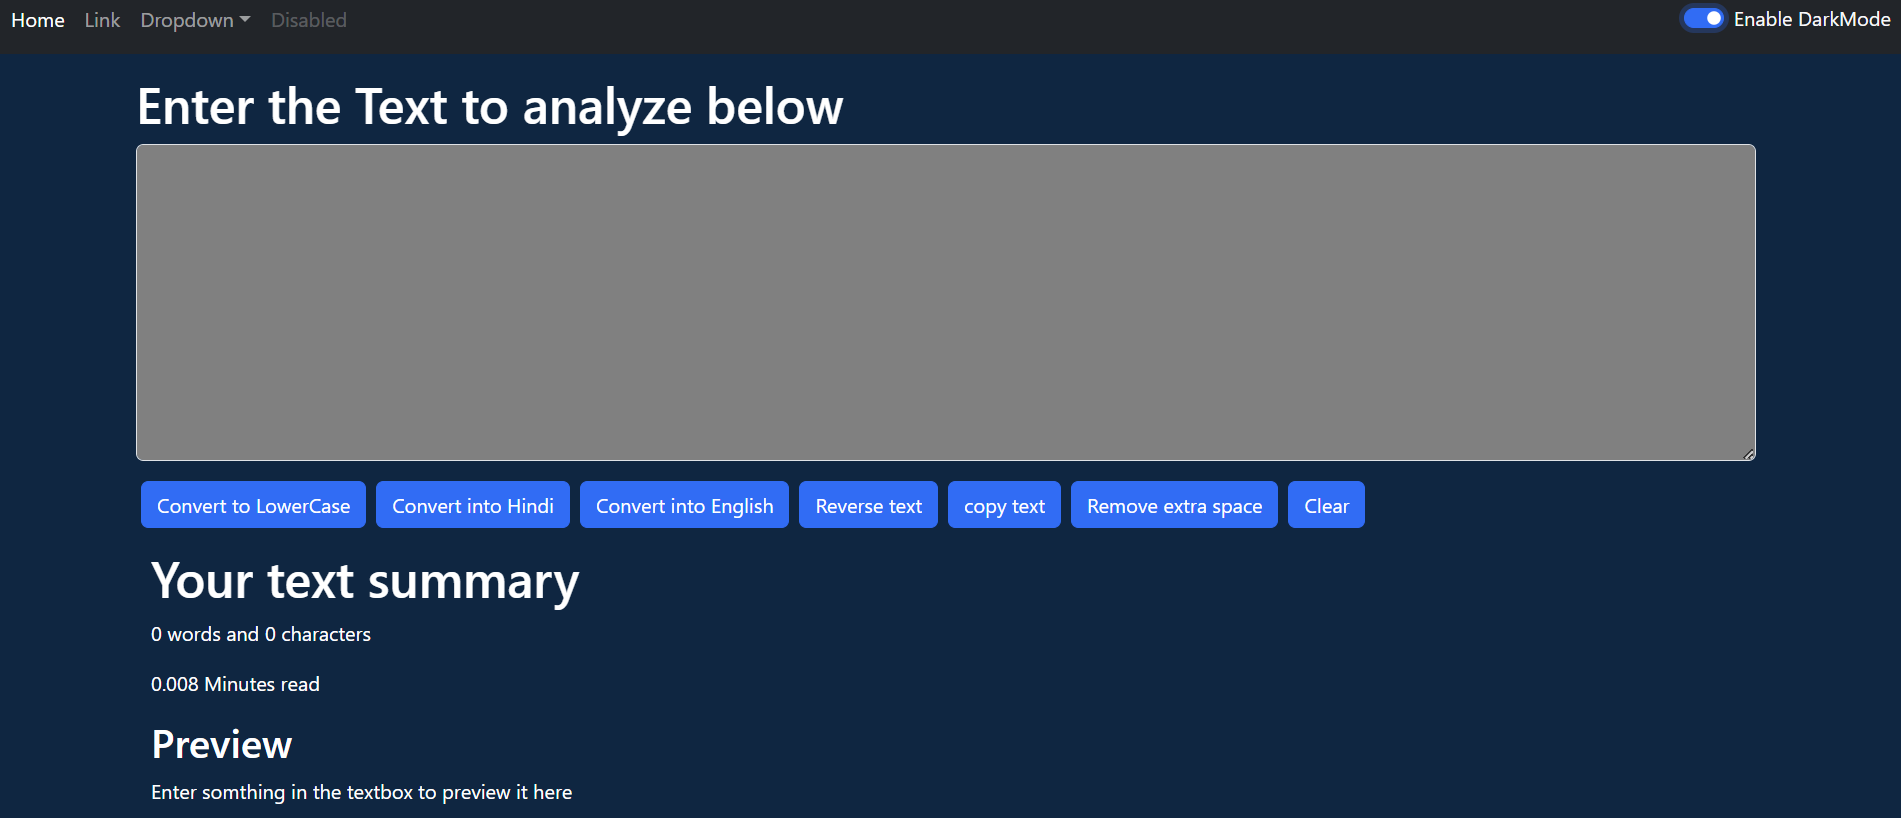 Home Link Dropdown Disabled Enable DarkMode
Enter the Text to analyze below
Convert to LowerCase Convert into Hindi Convert into English Reverse text copy text Remove extra space Clear
Your text summary
0 words and 0 characters
0.008 Minutes read
Preview
Enter somthing in the textbox to preview it here